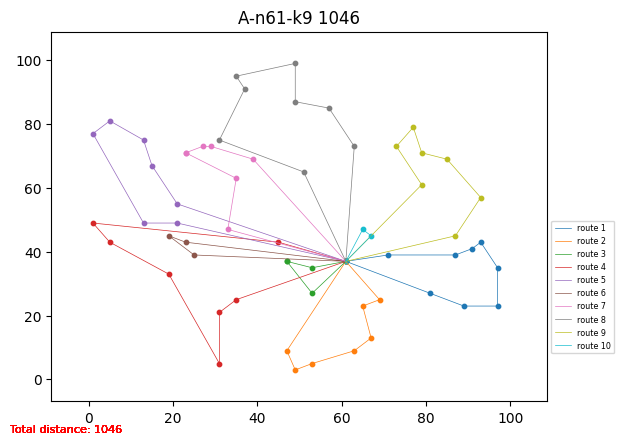 A-n61-k9 1046
100
80
60
40
20
0
0 20 40 60 80 100
route 1
route 2
route 3
route 4
route 5
route 6
route 7
route 8
route 9
route 10
Total distance: 1046